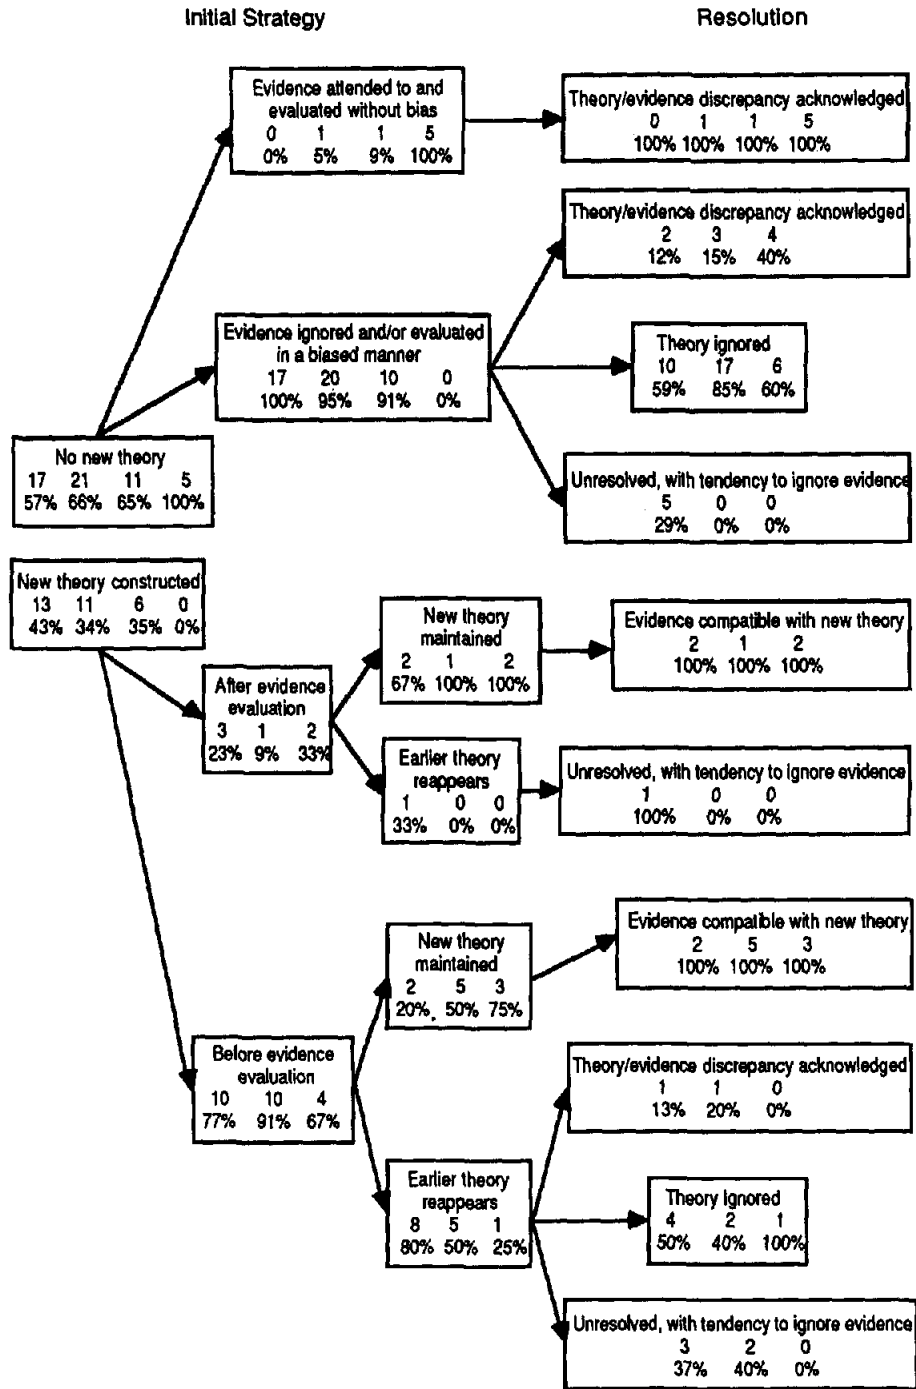 Initial Strategy
Resolution
Evidence attended to and
evaluated without bias
0 1 1 5
0% 5% 9% 100%
Theory/evidence discrepancy acknowledged
0 1 1 5
100% 100% 100% 100%
Theory/evidence discrepancy acknowledged
2 3 4
12% 15% 40%
Evidence ignored and/or evaluated
in a biased manner
17 20 10 0
100% 95% 91% 0%
Theory ignored
10 17 6
59% 85% 60%
No new theory
17 21 11 5
57% 66% 65% 100%
Unresolved, with tendency to ignore evidence
5 0 0
29% 0% 0%
New theory constructed
13 11 6 0
43% 34% 35% 0%
New theory
maintained
2 1 2
67% 100% 100%
Evidence compatible with new theory
2 1 2
100% 100% 100%
After evidence
evaluation
3 1 2
23% 9% 33%
Earlier theory
reappears
1 0 0
33% 0% 0%
Unresolved, with tendency to ignore evidence
1 0 0
100% 0% 0%
New theory
maintained
2 5 3
20% 50% 75%
Evidence compatible with new theory
2 5 3
100% 100% 100%
Before evidence
evaluation
10 10 4
77% 91% 67%
Theory/evidence discrepancy acknowledged
1 1 0
13% 20% 0%
Earlier theory
reappears
8 5 1
80% 50% 25%
Theory Ignored
4 2 1
50% 40% 100%
Unresolved, with tendency to ignore evidence
3 2 0
37% 40% 0%